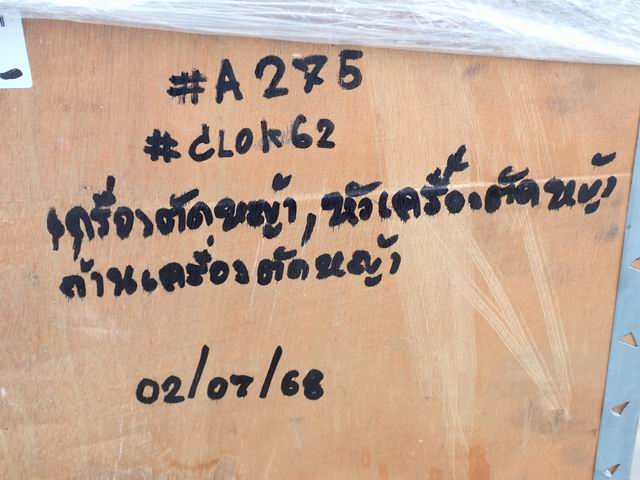 #A275
#CLOK62
เครื่องตัดหญ้า, หัวเครื่องตัดหญ้า
ก้านเครื่องตัดหญ้า
02/07/68